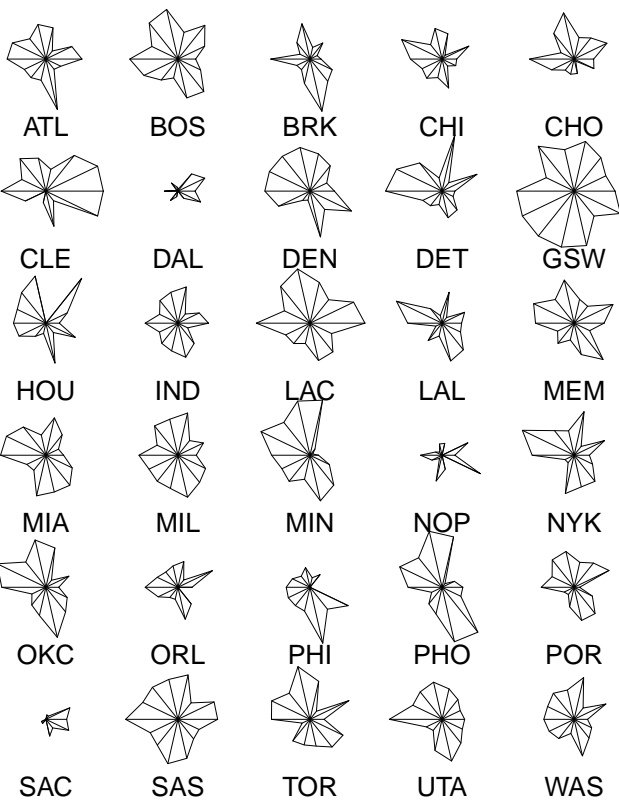 ATL BOS BRK CHI CHO
CLE DAL DEN DET GSW
HOU IND LAC LAL MEM
MIA MIL MIN NOP NYK
OKC ORL PHI PHO POR
SAC SAS TOR UTA WAS